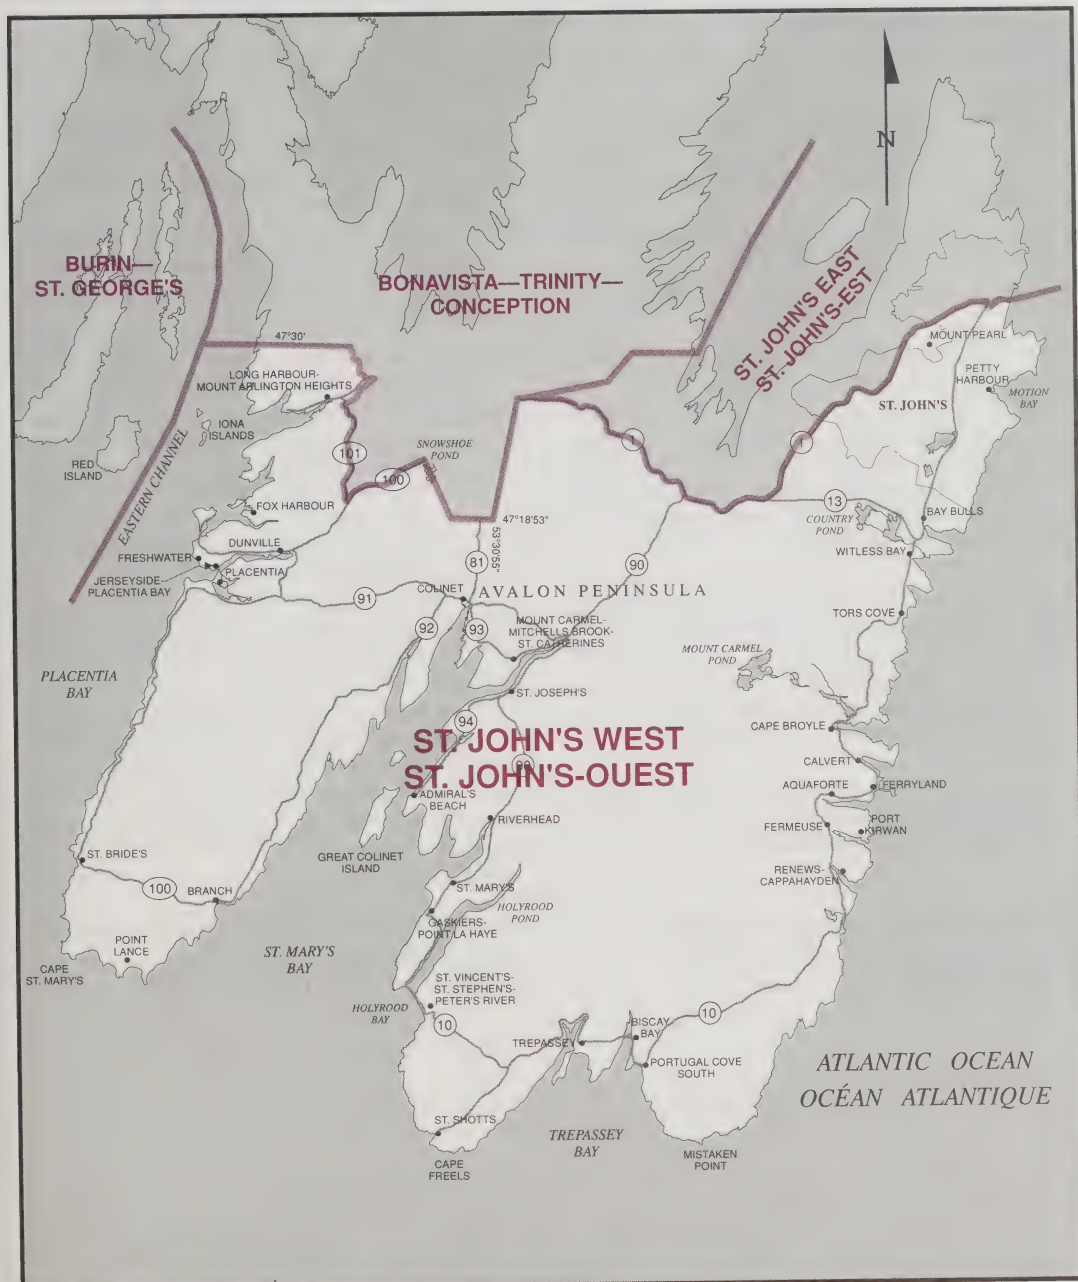 N
BURIN—
ST. GEORGE'S
BONAVISTA—TRINITY—
CONCEPTION
ST. JOHN'S EAST
ST. JOHN'S-EST
47°30'
MOUNT PEARL
LONG HARBOUR-
MOUNT ARLINGTON HEIGHTS
PETTY
HARBOUR
MOTION
BAY
ST. JOHN'S
IONA
ISLANDS
RED
ISLAND
EASTERN CHANNEL
101
SNOWSHOE
POND
100
1
1
13
FOX HARBOUR
47°18'53"
53°30'55"
COUNTRY
POND
BAY BULLS
DUNVILLE
FRESHWATER
WITLESS BAY
JERSEYSIDE-
PLACENTIA BAY
PLACENTIA
81
90
COLINET
AVALON PENINSULA
91
92
93
TORS COVE
MOUNT CARMEL-
MITCHELLS BROOK-
ST. CATHERINES
MOUNT CARMEL
POND
PLACENTIA
BAY
ST. JOSEPH'S
94
CAPE BROYLE
ST. JOHN'S WEST
ST. JOHN'S-OUEST
CALVERT
AQUAFORTE
FERRYLAND
ADMIRAL'S
BEACH
RIVERHEAD
FERMEUSE
PORT
KIRWAN
GREAT COLINET
ISLAND
ST. BRIDE'S
RENEWS-
CAPPAHAYDEN
100
BRANCH
ST. MARY'S
HOLYROOD
POND
GASKIERS-
POINT LA HAYE
POINT
LANCE
ST. MARY'S
BAY
CAPE
ST. MARY'S
ST. VINCENT'S-
ST. STEPHEN'S-
PETER'S RIVER
HOLYROOD
BAY
10
10
BISCAY
BAY
TREPASSEY
PORTUGAL COVE
SOUTH
ATLANTIC OCEAN
OCÉAN ATLANTIQUE
ST. SHOTTS
TREPASSEY
BAY
MISTAKEN
POINT
CAPE
FREELS